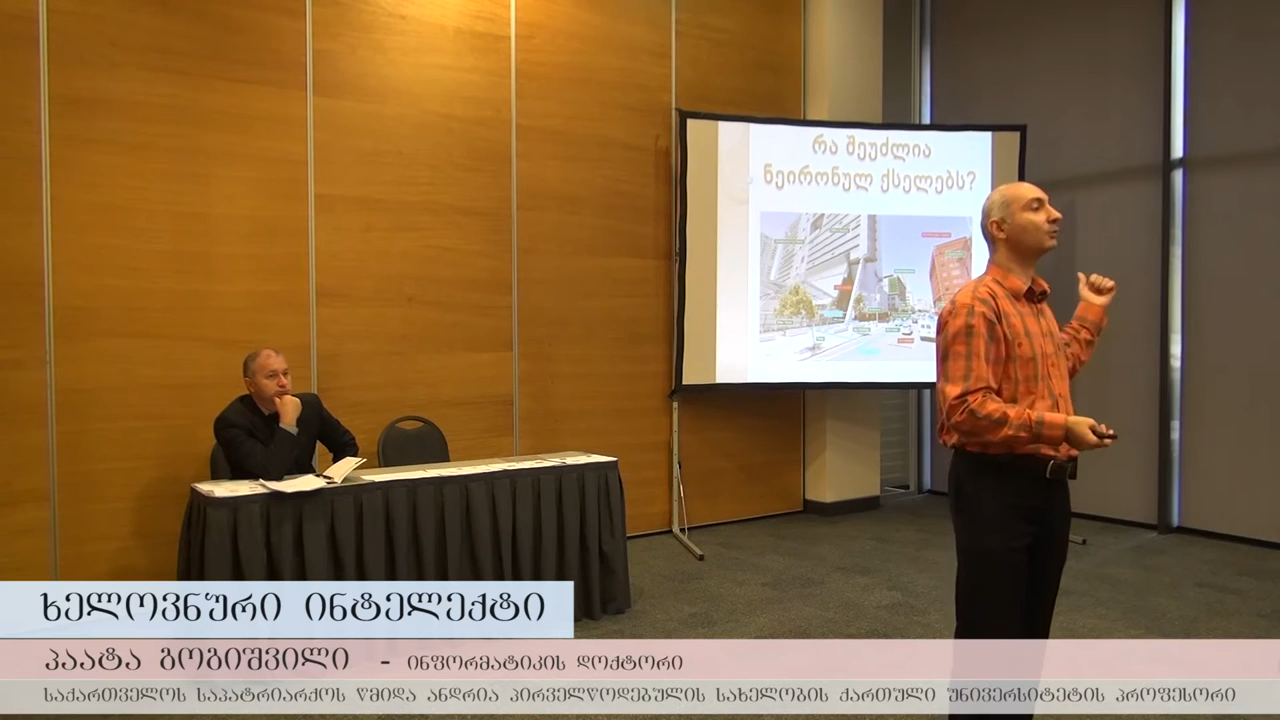 რა შეუძლია
ნეირონულ ქსელებს?
ხელოვნური ინტელექტი
პაატა გოგიშვილი - ინფორმატიკის დოქტორი
საქართველოს საპატრიარქოს წმიდა ანდრია პირველწოდებულის სახელობის ქართული უნივერსიტეტის პროფესორი